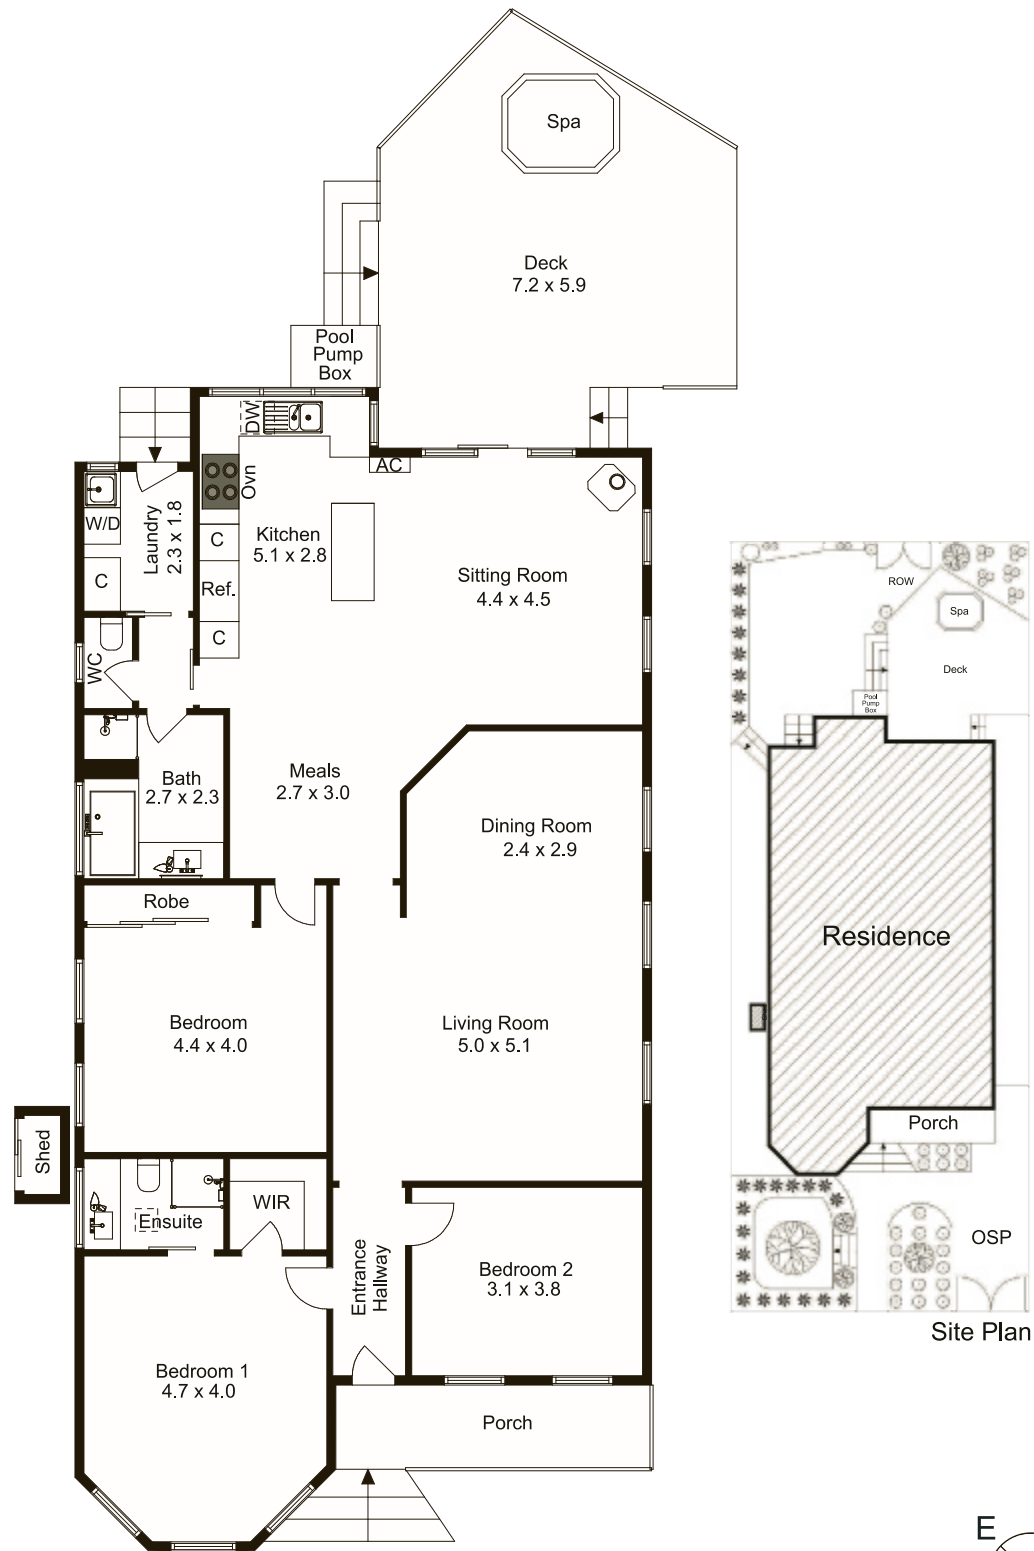 Spa
Deck
7.2 x 5.9
Pool
Pump
Box
DW
AC
Ovn
W/D
Laundry
2.3 x 1.8
C
Kitchen
5.1 x 2.8
C
Ref.
C
Sitting Room
4.4 x 4.5
WC
Bath
2.7 x 2.3
Meals
2.7 x 3.0
Dining Room
2.4 x 2.9
Robe
Bedroom
4.4 x 4.0
Living Room
5.0 x 5.1
Shed
Ensuite
WIR
Entrance
Hallway
Bedroom 2
3.1 x 3.8
Bedroom 1
4.7 x 4.0
Porch
ROW
Spa
Deck
Pool
Pump
Box
Residence
Porch
OSP
Site Plan
E